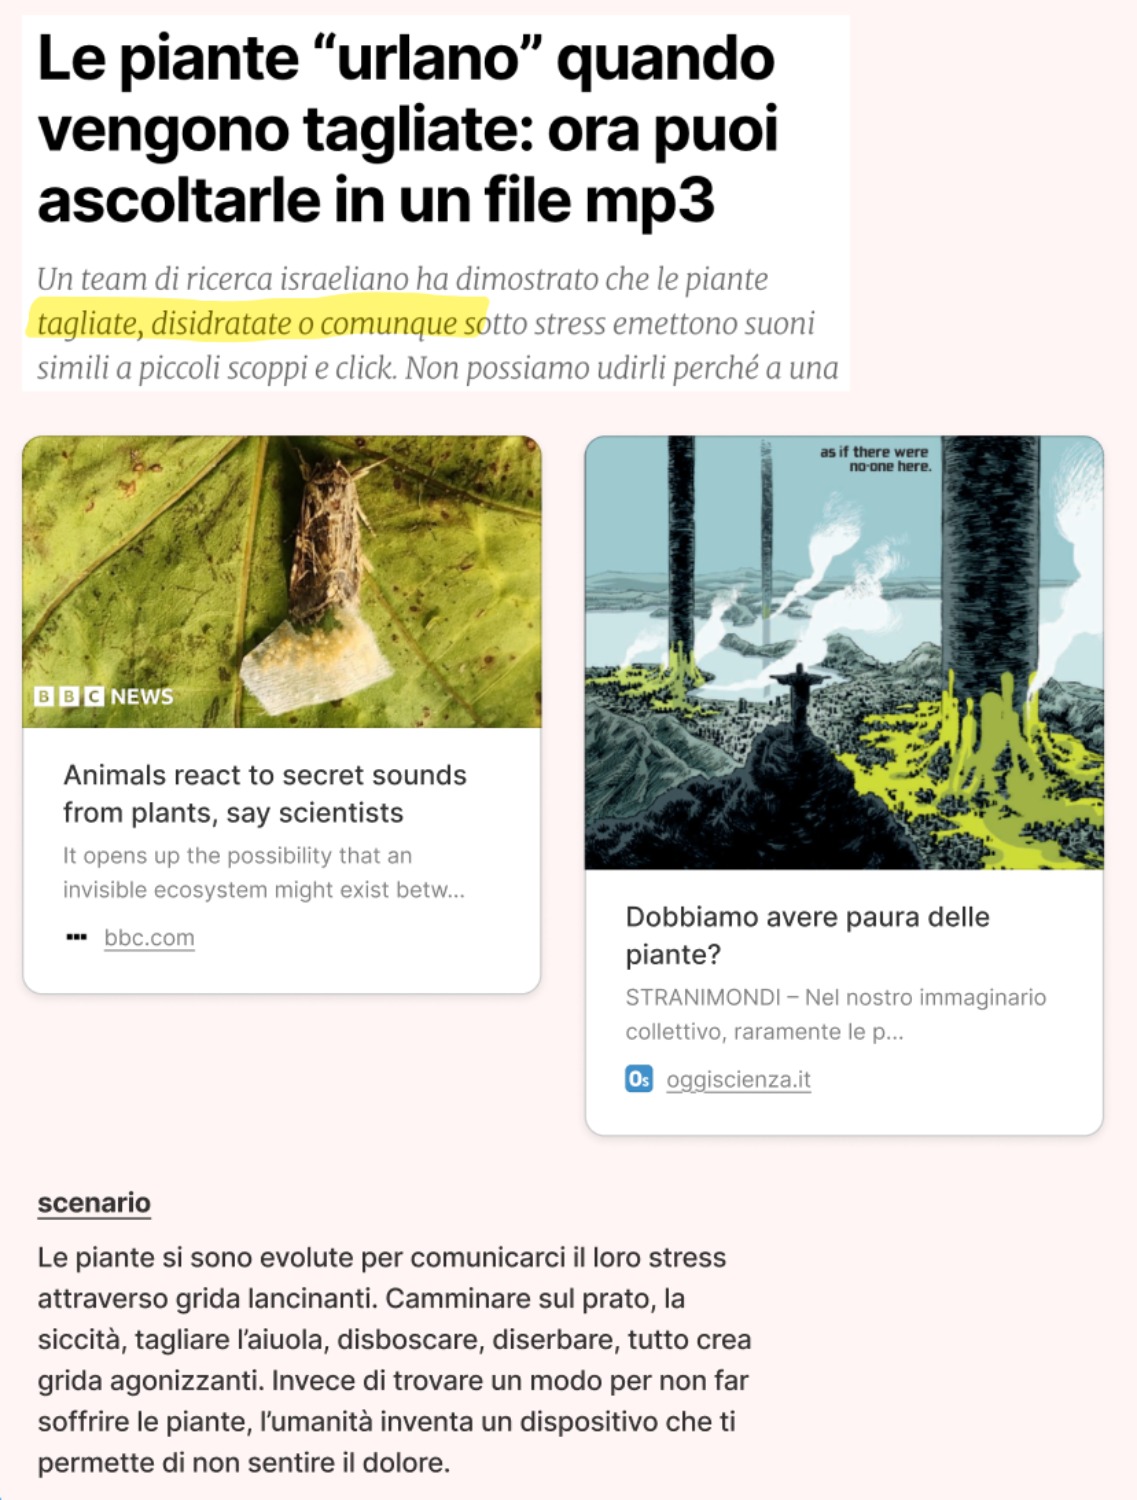 Le piante “urlano” quando
vengono tagliate: ora puoi
ascoltarle in un file mp3
Un team di ricerca israeliano ha dimostrato che le piante
tagliate, disidratate o comunque sotto stress emettono suoni
simili a piccoli scoppi e click. Non possiamo udirli perché a una
BBC NEWS
Animals react to secret sounds
from plants, say scientists
It opens up the possibility that an
invisible ecosystem might exist betw...
bbc.com
as if there were
no-one here.
Dobbiamo avere paura delle
piante?
STRANIMONDI – Nel nostro immaginario
collettivo, raramente le p...
Os oggiscienza.it
scenario
Le piante si sono evolute per comunicarci il loro stress
attraverso grida lancinanti. Camminare sul prato, la
siccità, tagliare l’aiuola, disboscare, diserbare, tutto crea
grida agonizzanti. Invece di trovare un modo per non far
soffrire le piante, l’umanità inventa un dispositivo che ti
permette di non sentire il dolore.